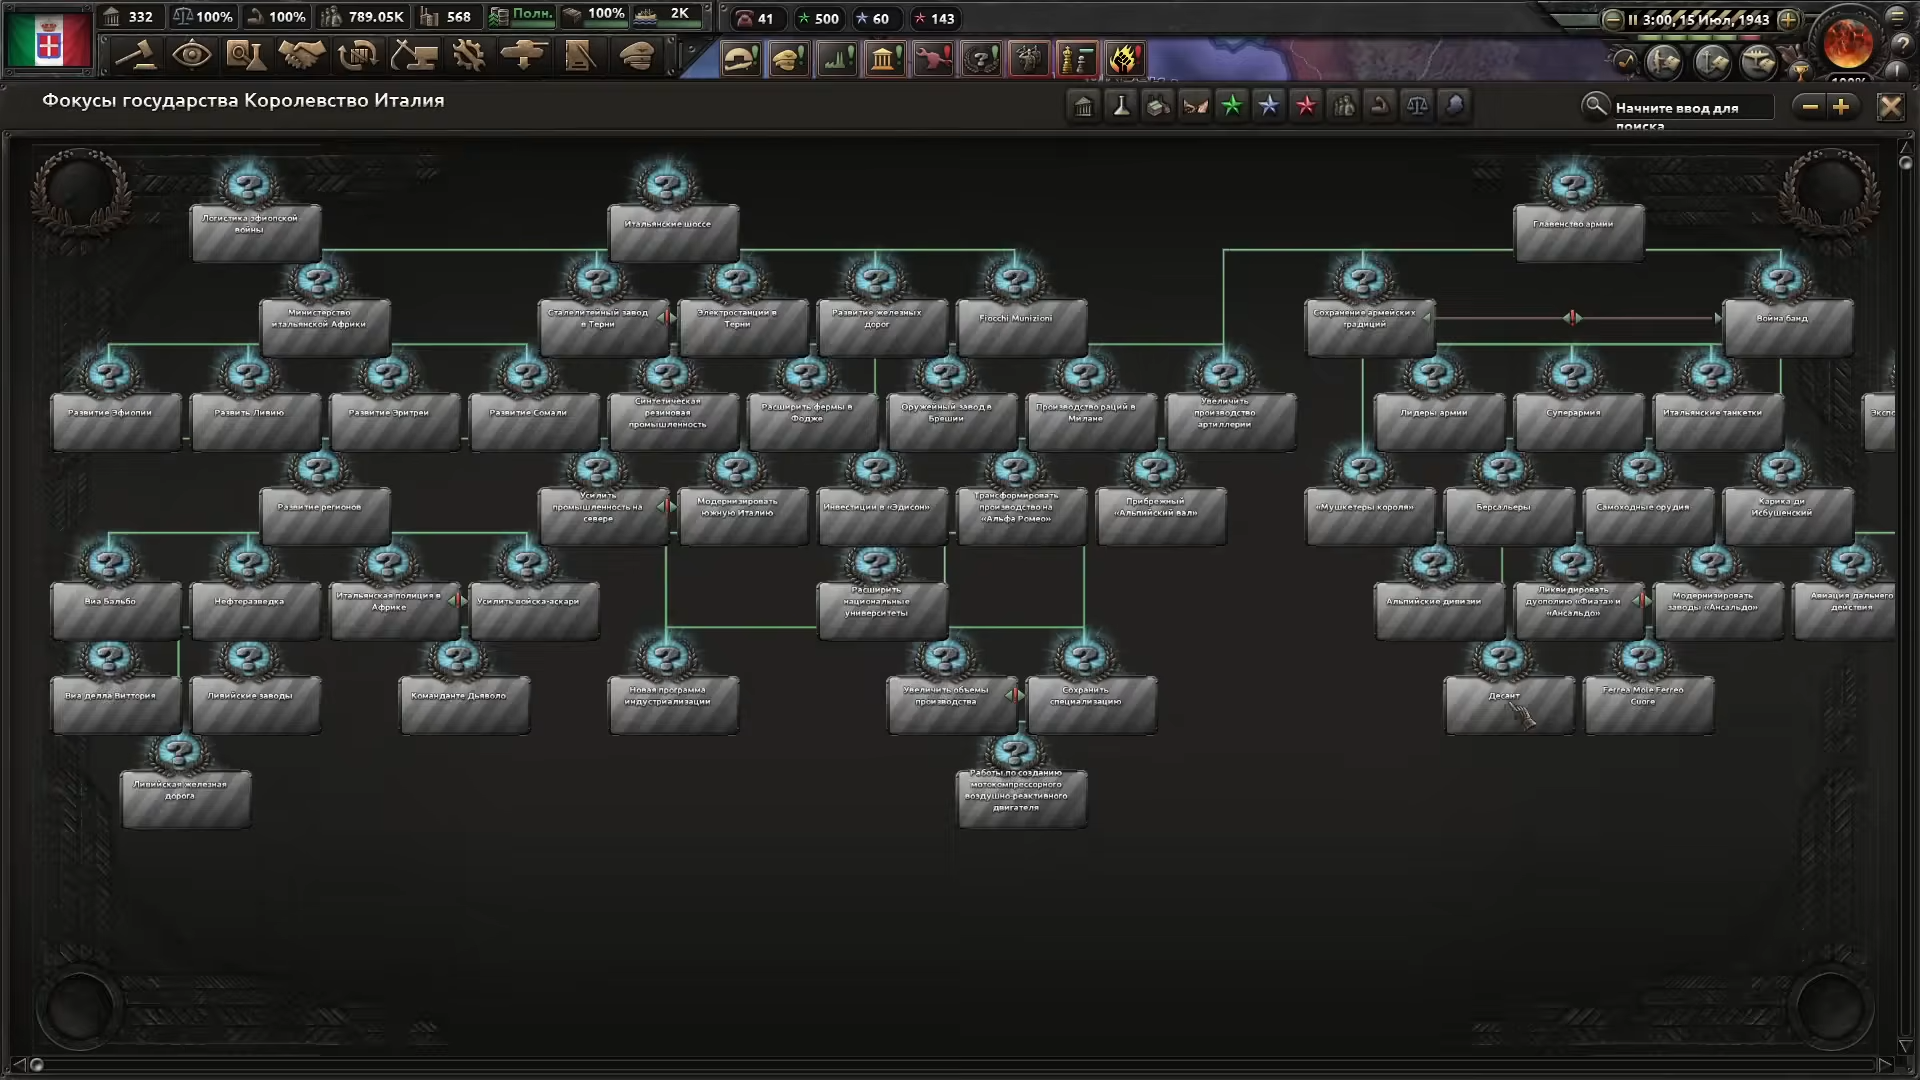 332
100%
100%
789.05K
568
Полн.
100%
2K
41
500
60
143
3:00, 15 Июл, 1943
100%
Фокусы государства Королевство Италия
Начните ввод для
поиска
Логистика эфиопской
войны
Итальянские шоссе
Главенство армии
Министерство
итальянской Африки
Сталелитейный завод
в Терни
Электростанции в
Терни
Развитие железных
дорог
Fiocchi Munizioni
Сохранение армейских
традиций
Война банд
Развитие Эфиопии
Развить Ливию
Развитие Эритреи
Развитие Сомали
Синтетическая
резиновая
промышленность
Расширить фермы в
Фодже
Оружейный завод в
Брешии
Производство раций в
Милане
Увеличить
производство
артиллерии
Лидеры армии
Суперармия
Итальянские танкетки
Экспо
Развитие регионов
Усилить
промышленность на
севере
Модернизировать
южную Италию
Инвестиции в «Эдисон»
Трансформировать
производство на
«Альфа Ромео»
Прибрежный
«Альпийский вал»
«Мушкетеры короля»
Берсальеры
Самоходные орудия
Карика ди
Исбушенский
Виа Бальбо
Нефтеразведка
Итальянская полиция в
Африке
Усилить войска-аскари
Расширить
национальные
университеты
Альпийские дивизии
Ликвидировать
дуополию «Фиата» и
«Ансальдо»
Модернизировать
заводы «Ансальдо»
Авиация дальнего
действия
Виа делла Виттория
Ливийские заводы
Команданте Дьяволо
Новая программа
индустриализации
Увеличить объемы
производства
Сохранить
специализацию
Десант
Ferrea Mole Ferreo
Cuore
Ливийская железная
дорога
Работы по созданию
мотокомпрессорного
воздушно-реактивного
двигателя